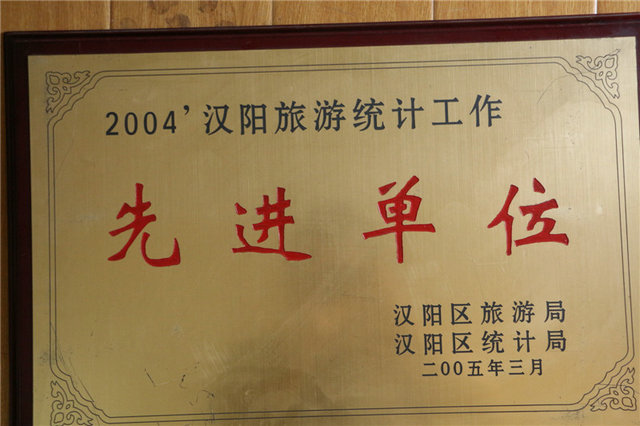 2004'汉阳旅游统计工作
先进单位
汉阳区旅游局
汉阳区统计局
二00五年三月